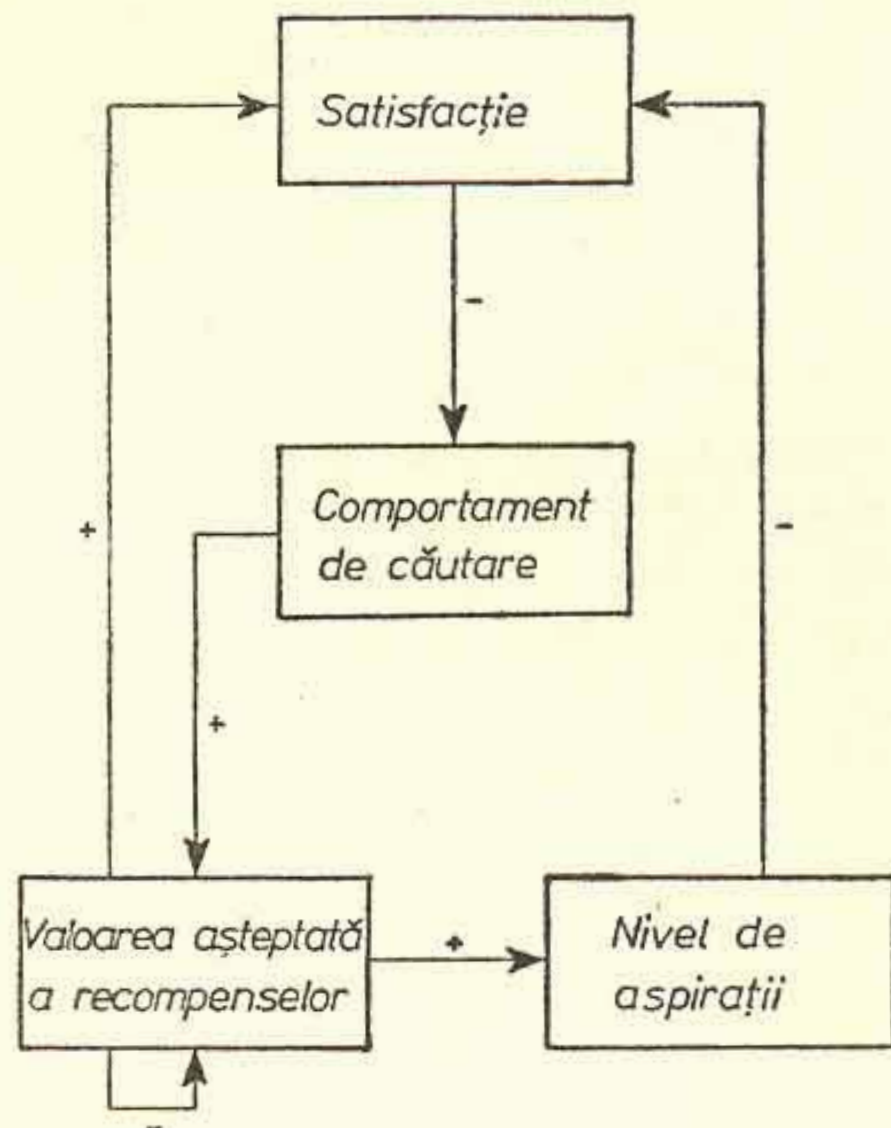 Satisfacție
-
Comportament
de căutare
+
-
+
Valoarea așteptată
a recompenselor
+
Nivel de
aspirații
-